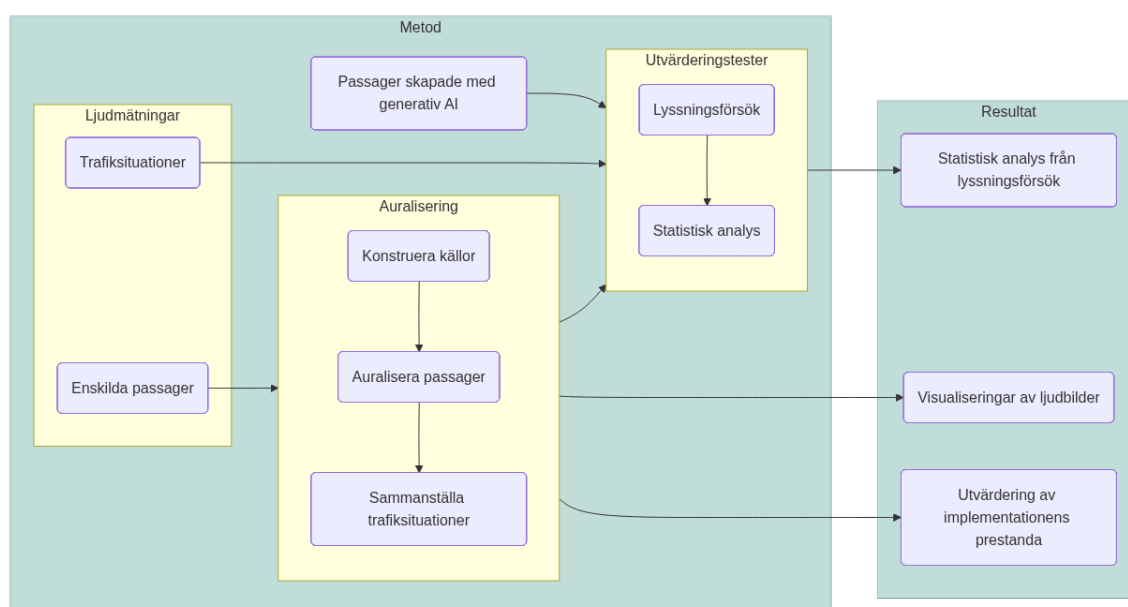 Metod
Passager skapade med
generativ AI
Utvärderingstester
Lyssningsförsök
Statistisk analys
Ljudmätningar
Trafiksituationer
Enskilda passager
Auralisering
Konstruera källor
Auralisera passager
Sammanställa
trafiksituationer
Resultat
Statistisk analys från
lyssningsförsök
Visualiseringar av ljudbilder
Utvärdering av
implementationens
prestanda